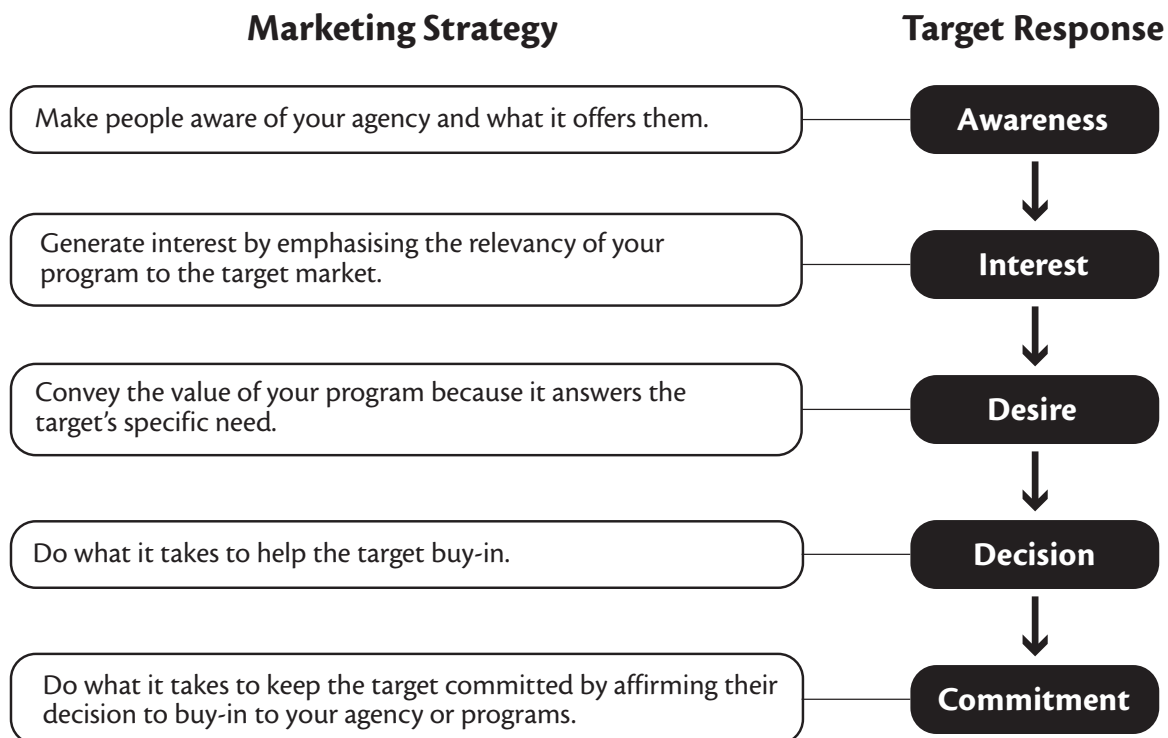 Marketing Strategy
Target Response
Make people aware of your agency and what it offers them.
Awareness
Generate interest by emphasising the relevancy of your
program to the target market.
Interest
Convey the value of your program because it answers the
target's specific need.
Desire
Do what it takes to help the target buy-in.
Decision
Do what it takes to keep the target committed by affirming their
decision to buy-in to your agency or programs.
Commitment